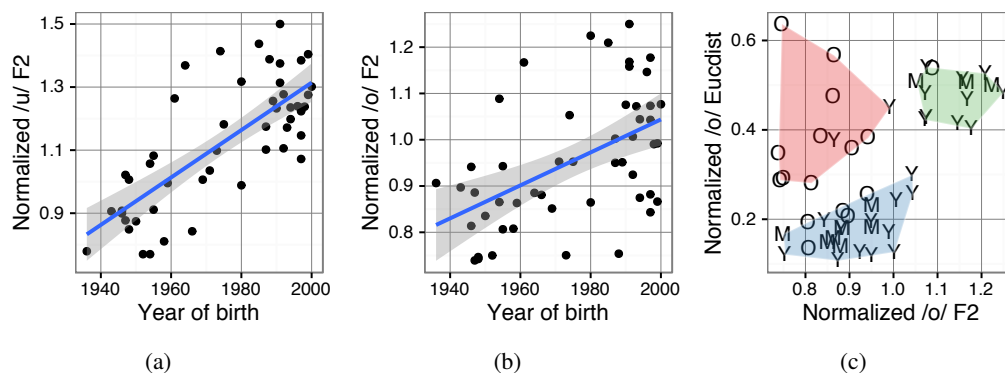 Normalized /u/ F2
1.5
1.3
1.1
0.9
1940
1960
1980
2000
Year of birth
(a)
Normalized /o/ F2
1.2
1.1
1.0
0.9
0.8
1940
1960
1980
2000
Year of birth
(b)
Normalized /o/ Eucdist
0.6
0.4
0.2
0.8
0.9
1.0
1.1
1.2
Normalized /o/ F2
(c)